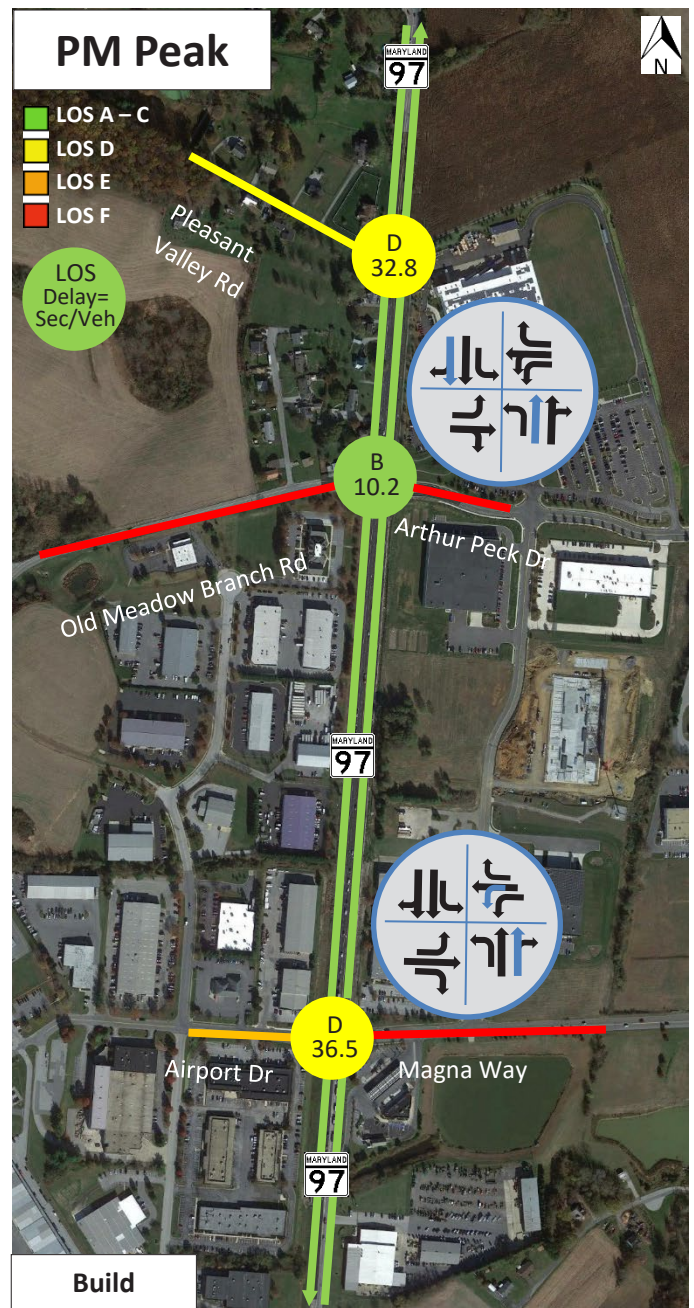 PM Peak
MARYLAND
97
N
LOS A – C
LOS D
LOS E
LOS F
LOS
Delay=
Sec/Veh
Pleasant
Valley Rd
D
32.8
B
10.2
Arthur Peck Dr
Old Meadow Branch Rd
MARYLAND
97
D
36.5
Airport Dr
Magna Way
MARYLAND
97
Build